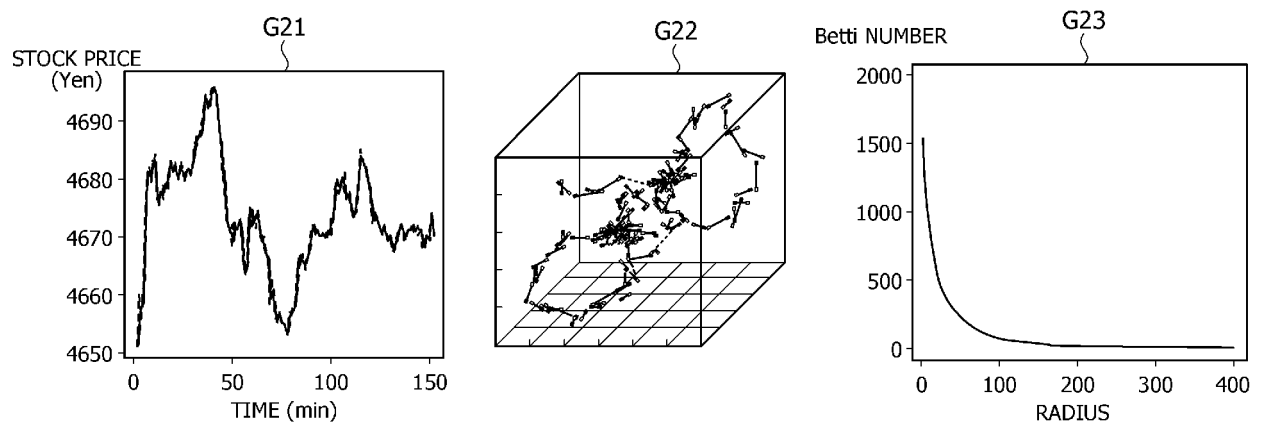 G21
STOCK PRICE
(Yen)
4690
4680
4670
4660
4650
0 50 100 150
TIME (min)
G22
G23
Betti NUMBER
2000
1500
1000
500
0
0 100 200 300 400
RADIUS